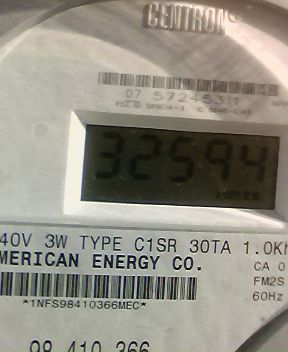 CENTRON
07 57245311
32594
40V 3W TYPE C1SR 30TA 1.0K
MERICAN ENERGY CO.
CA 0
FM2S
60Hz
*1NFS98410366MEC*
98 410 366